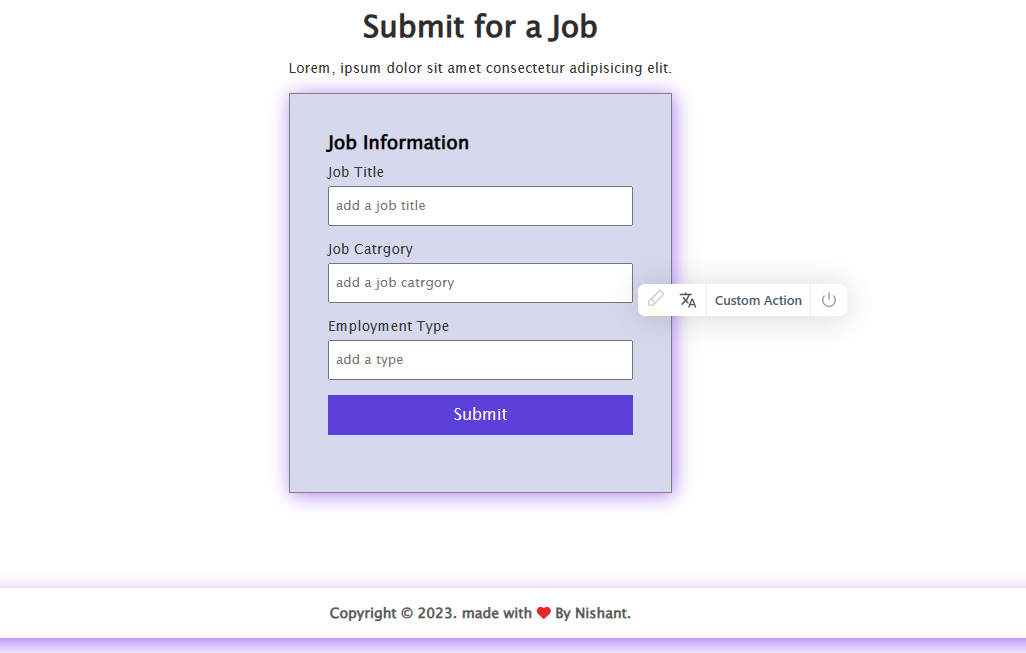 Submit for a Job
Lorem, ipsum dolor sit amet consectetur adipisicing elit.
Job Information
Job Title
add a job title
Job Catrgory
add a job catrgory
Custom Action
Employment Type
add a type
Submit
Copyright © 2023. made with ❤ By Nishant.